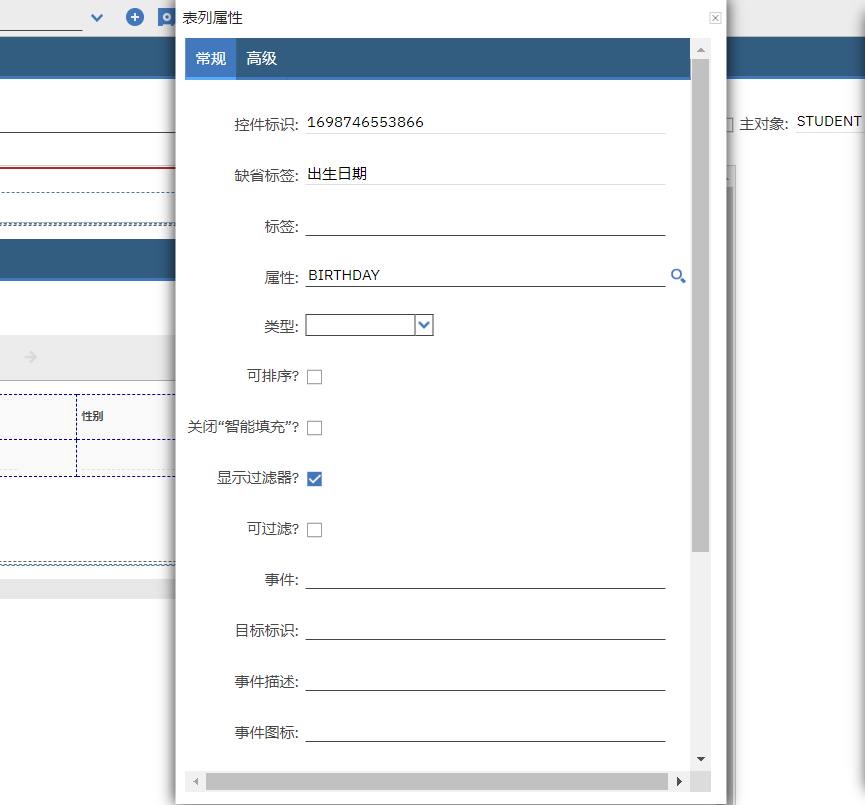 表列属性
常规 高级
控件标识: 1698746553866
主对象: STUDENT
缺省标签: 出生日期
标签:
属性: BIRTHDAY
类型:
可排序?
性别
关闭“智能填充”?
显示过滤器?
可过滤?
事件:
目标标识:
事件描述:
事件图标: